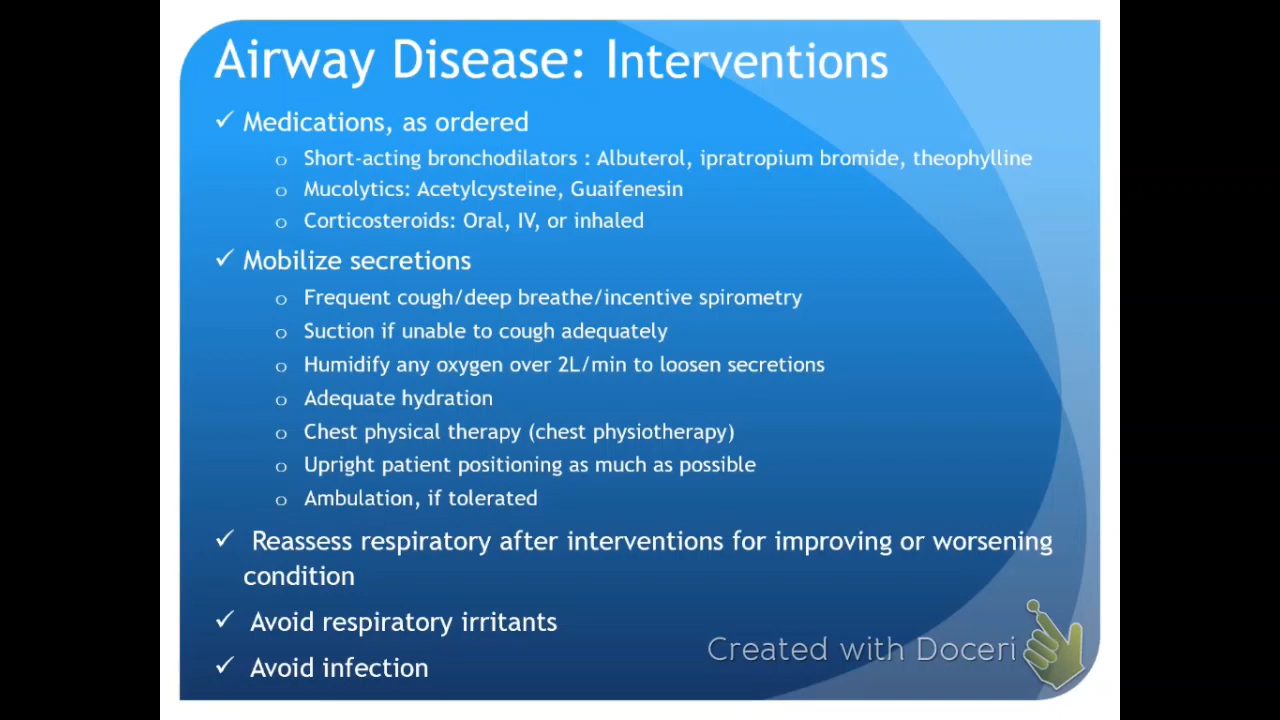 Airway Disease: Interventions
✓ Medications, as ordered
o Short-acting bronchodilators : Albuterol, ipratropium bromide, theophylline
o Mucolytics: Acetylcysteine, Guaifenesin
o Corticosteroids: Oral, IV, or inhaled
✓ Mobilize secretions
o Frequent cough/deep breathe/incentive spirometry
o Suction if unable to cough adequately
o Humidify any oxygen over 2L/min to loosen secretions
o Adequate hydration
o Chest physical therapy (chest physiotherapy)
o Upright patient positioning as much as possible
o Ambulation, if tolerated
✓ Reassess respiratory after interventions for improving or worsening
condition
✓ Avoid respiratory irritants
✓ Avoid infection
Created with Doceri